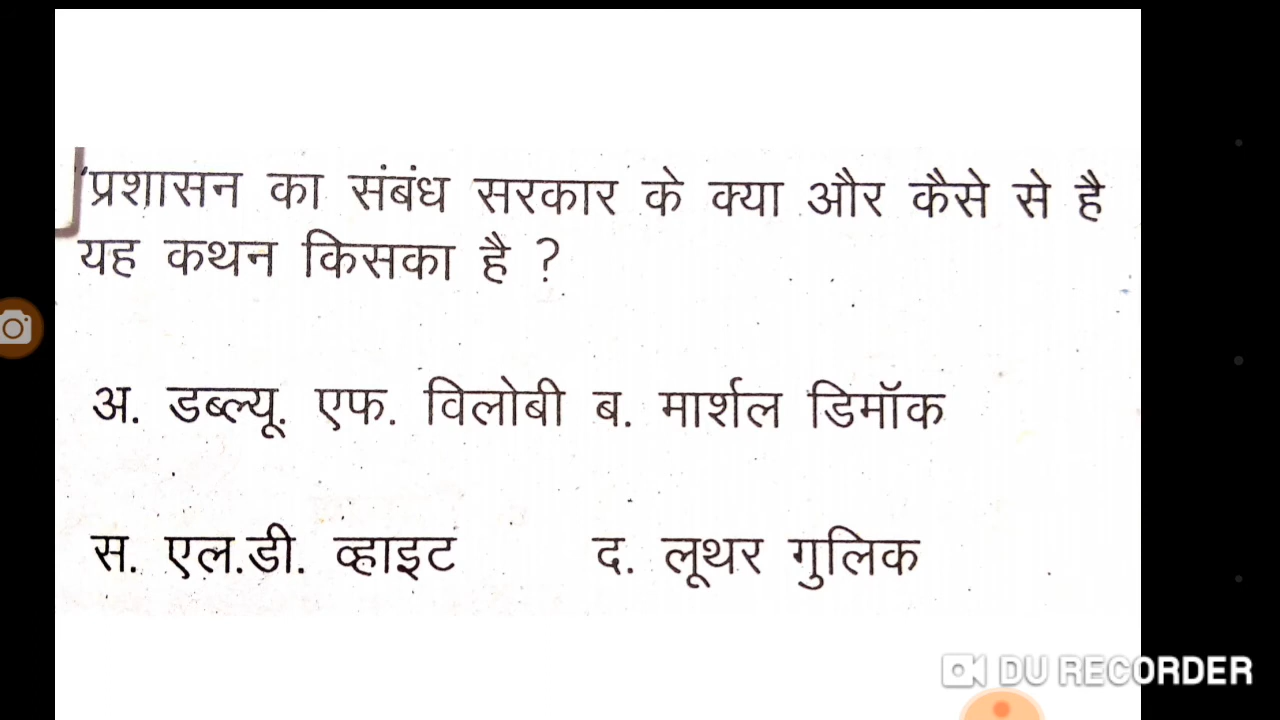 'प्रशासन का संबंध सरकार के क्या और कैसे से है
यह कथन किसका है ?
अ. डब्ल्यू. एफ. विलोबी ब. मार्शल डिमॉक
स. एल.डी. व्हाइट द. लूथर गुलिक
DU RECORDER